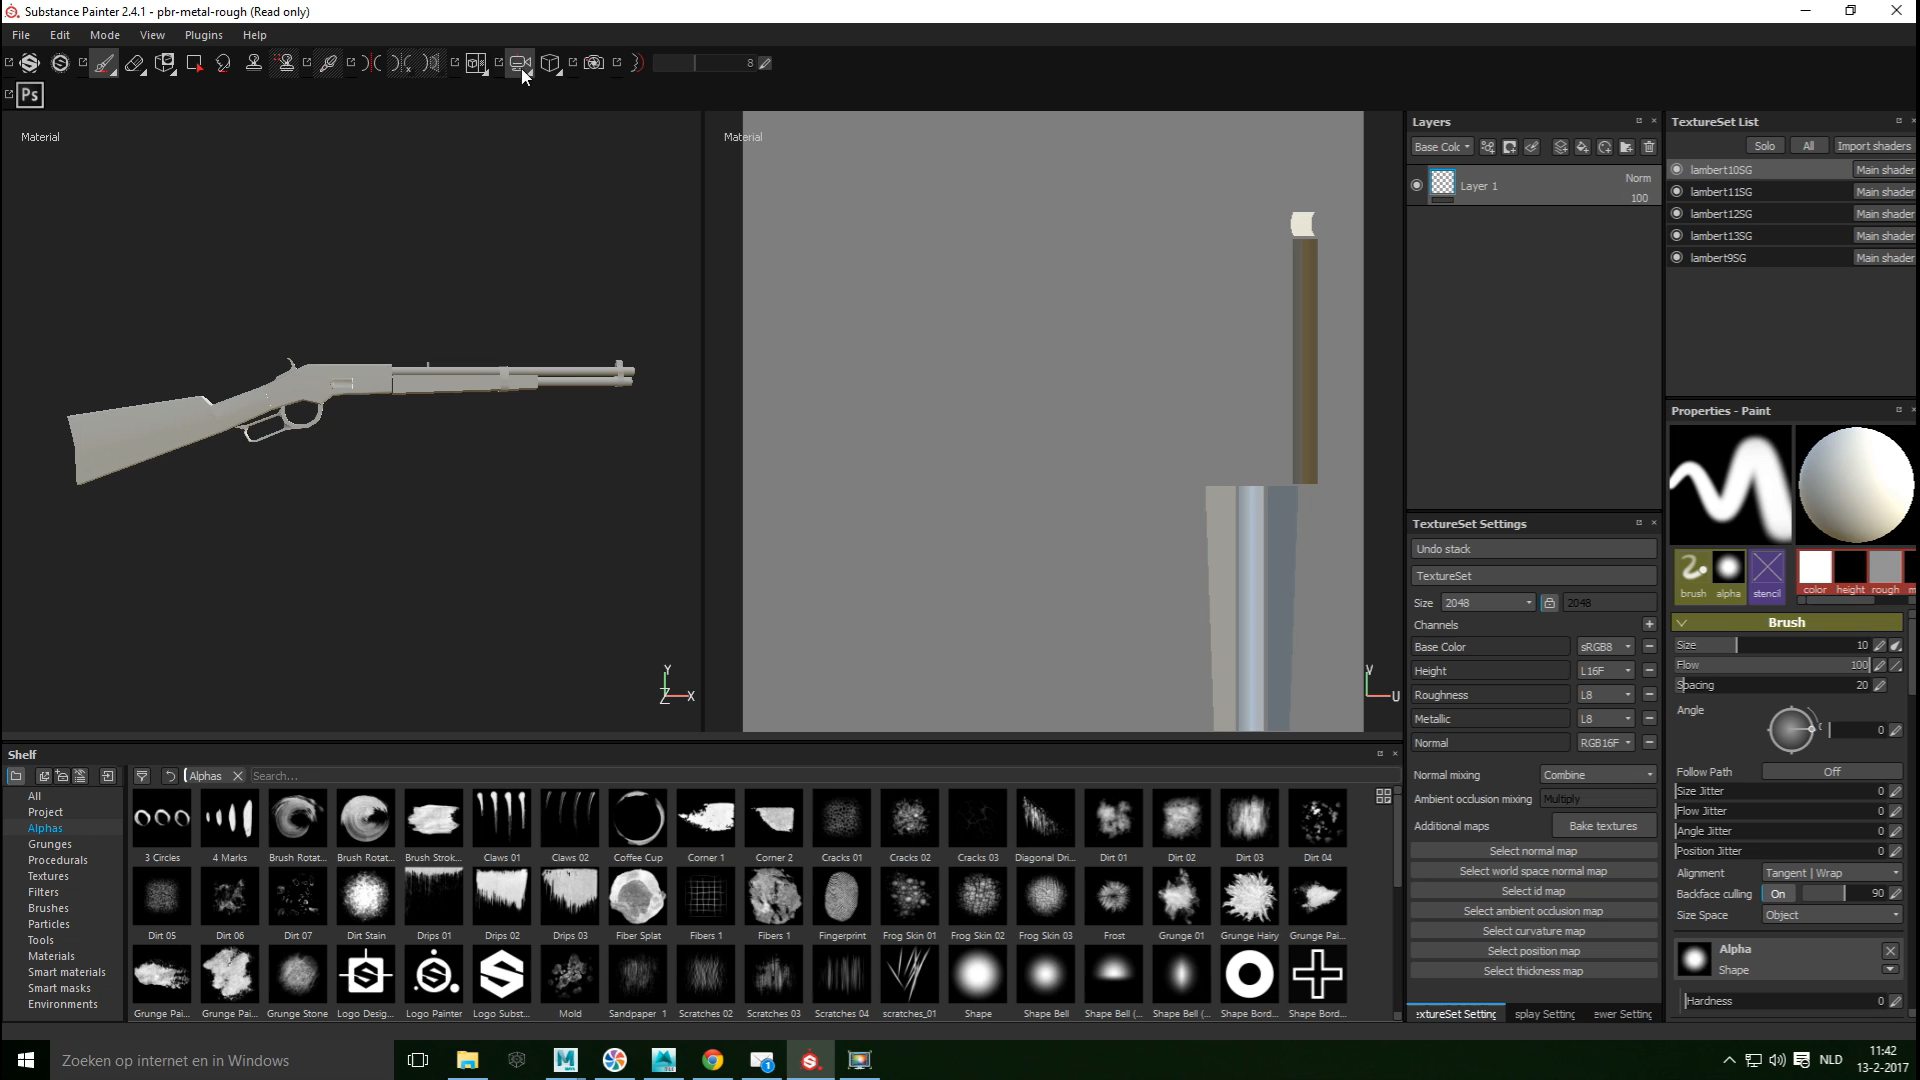 Substance Painter 2.4.1 - pbr-metal-rough (Read only)
File Edit Mode View Plugins Help
8
Ps
Material
Material
Y
Z X
V
U
Layers
Base Colc
Layer 1
Norm
100
TextureSet List
Solo All Import shaders
lambert10SG Main shader
lambert11SG Main shader
lambert12SG Main shader
lambert13SG Main shader
lambert9SG Main shader
TextureSet Settings
Undo stack
TextureSet
Size 2048 2048
Channels
Base Color sRGB8
Height L16F
Roughness L8
Metallic L8
Normal RGB16F
Normal mixing Combine
Ambient occlusion mixing Multiply
Additional maps Bake textures
Select normal map
Select world space normal map
Select id map
Select ambient occlusion map
Select curvature map
Select position map
Select thickness map
extureSet Setting splay Setting ewer Setting
Properties - Paint
brush alpha stencil color height rough m
Brush
Size 10
Flow 100
Spacing 20
Angle 0
Follow Path Off
Size Jitter 0
Flow Jitter 0
Angle Jitter 0
Position Jitter 0
Alignment Tangent | Wrap
Backface culling On 90
Size Space Object
Alpha
Shape
Hardness 0
Shelf
Alphas Search...
All
Project
Alphas
Grunges
Procedurals
Textures
Filters
Brushes
Particles
Tools
Materials
Smart materials
Smart masks
Environments
3 Circles 4 Marks Brush Rotat... Brush Rotat... Brush Strok... Claws 01 Claws 02 Coffee Cup Corner 1 Corner 2 Cracks 01 Cracks 02 Cracks 03 Diagonal Dri... Dirt 01 Dirt 02 Dirt 03 Dirt 04
Dirt 05 Dirt 06 Dirt 07 Dirt Stain Drips 01 Drips 02 Drips 03 Fiber Splat Fibers 1 Fibers 1 Fingerprint Frog Skin 01 Frog Skin 02 Frog Skin 03 Frost Grunge 01 Grunge Hairy Grunge Pai...
Grunge Pai... Grunge Pai... Grunge Stone Logo Desig... Logo Painter Logo Subst... Mold Sandpaper 1 Scratches 02 Scratches 03 Scratches 04 scratches_01 Shape Shape Bell Shape Bell (... Shape Bell (... Shape Bord... Shape Bord...
Zoeken op internet en in Windows
NLD
11:42
13-2-2017